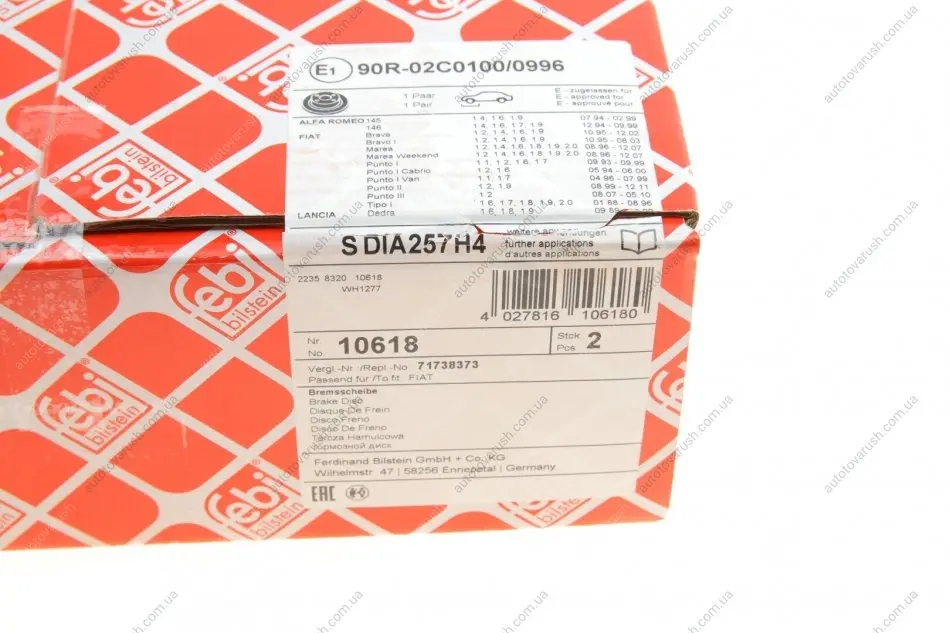 E1 90R-02C0100/0996
1 Paar
1 Pair
E - zugelassen für
E - approved for
E - approuvé pour
ALFA ROMEO 145 1.4, 1.6, 1.9 07.94 - 02.99
146 1.4, 1.6, 1.7, 1.9 12.94 - 09.99
FIAT Brava 1.2, 1.4, 1.6, 1.9 10.95 - 12.02
Bravo I 1.2, 1.4, 1.6, 1.9 10.95 - 08.03
Marea 1.2, 1.4, 1.6, 1.8, 1.9, 2.0 08.96 - 12.07
Marea Weekend 1.2, 1.4, 1.6, 1.8, 1.9, 2.0 08.96 - 12.07
Punto I 1.1, 1.2, 1.6, 1.7 09.93 - 09.99
Punto I Cabrio 1.2, 1.6 05.94 - 06.00
Punto I Van 1.1, 1.7 04.96 - 07.99
Punto II 1.2, 1.9 08.99 - 12.11
Punto III 1.2 08.07 - 05.10
Tipo I 1.6, 1.7, 1.8, 1.9, 2.0 01.88 - 08.96
LANCIA Dedra 1.6, 1.8, 1.9
S DIA257H4
weitere Anwendungen
further applications
d'autres applications
2235 8320 10618
WH1277
4 027816 106180
Nr.
No. 10618
Stck
Pcs 2
Vergl.-Nr./Repl.-No 71738373
Passend für /To fit FIAT
Bremsscheibe
Brake Disc
Disque De Frein
Disco Freno
Disco De Freno
Tarcza Hamulcowa
тормозной диск
Ferdinand Bilstein GmbH + Co. KG
Wilhelmstr. 47 | 58256 Ennepetal | Germany
EAC
febi
bilstein
febi
bilstein
febi
bilstein
febi
bilstein
autotovarush.com.ua